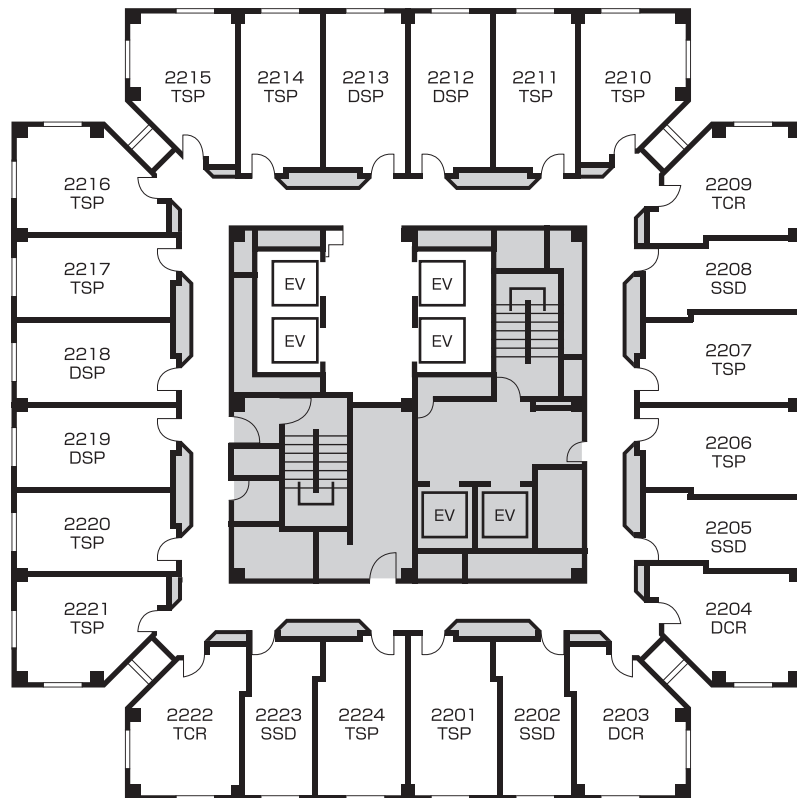 2215
TSP
2214
TSP
2213
DSP
2212
DSP
2211
TSP
2210
TSP
2216
TSP
2209
TCR
2217
TSP
2208
SSD
EV
EV
2218
DSP
2207
TSP
EV
EV
2219
DSP
2206
TSP
2220
TSP
2205
SSD
EV
EV
2221
TSP
2204
DCR
2222
TCR
2223
SSD
2224
TSP
2201
TSP
2202
SSD
2203
DCR